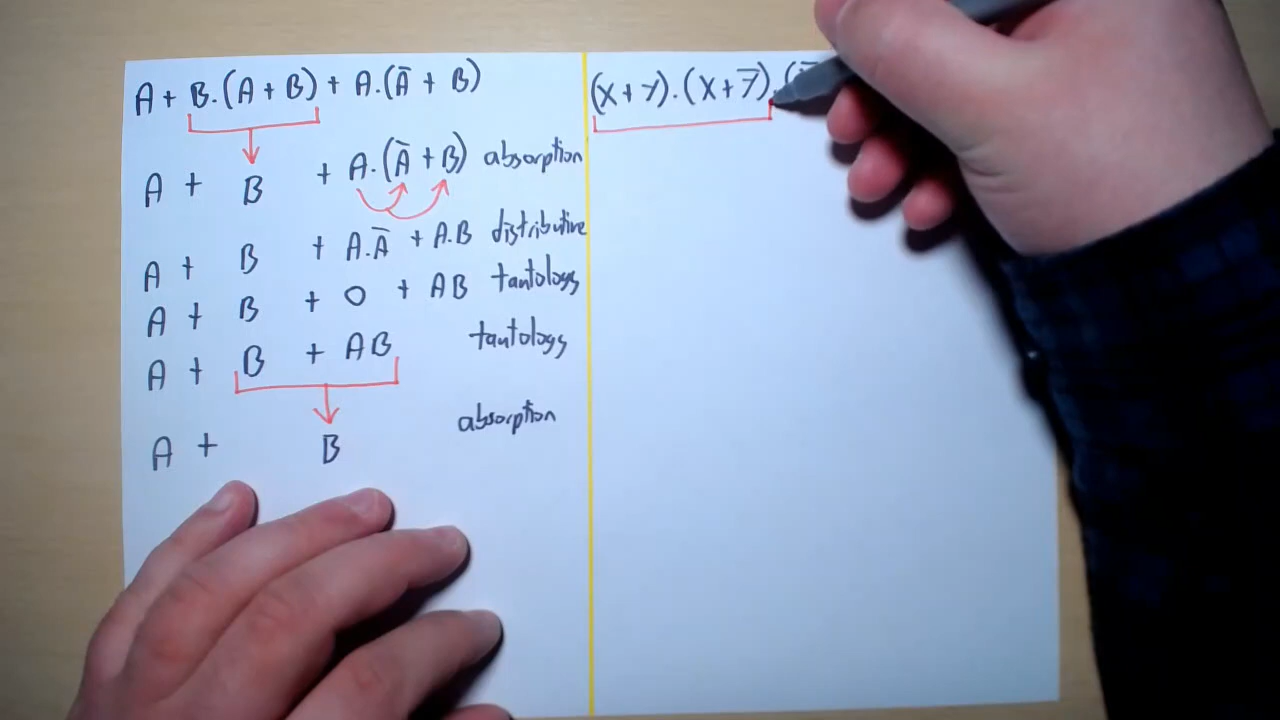 A + B.(A + B) + A.(Ā + B)
A + B + A.(Ā + B) absorption
A + B + A.Ā + A.B distributive
A + B + 0 + AB tautology
A + B + AB tautology
A + B absorption
(X + Y).(X + Y̅).(